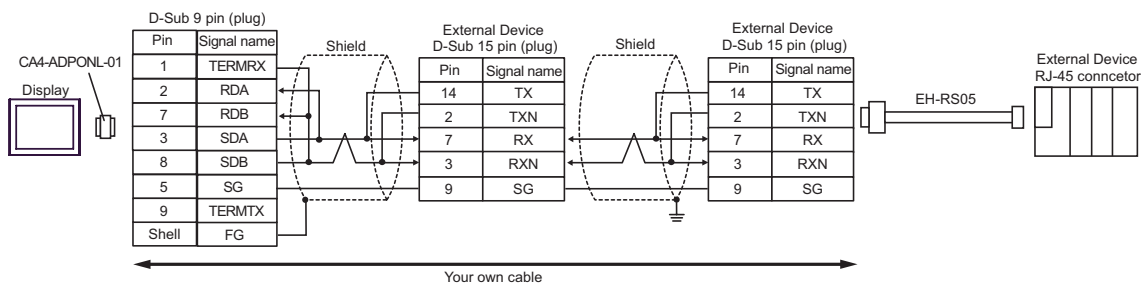 D-Sub 9 pin (plug)
Pin Signal name
1 TERMRX
2 RDA
7 RDB
3 SDA
8 SDB
5 SG
9 TERMTX
Shell FG
CA4-ADPONL-01
Display
Shield
External Device
D-Sub 15 pin (plug)
Pin Signal name
14 TX
2 TXN
7 RX
3 RXN
9 SG
Shield
External Device
D-Sub 15 pin (plug)
Pin Signal name
14 TX
2 TXN
7 RX
3 RXN
9 SG
EH-RS05
External Device
RJ-45 conncetor
Your own cable